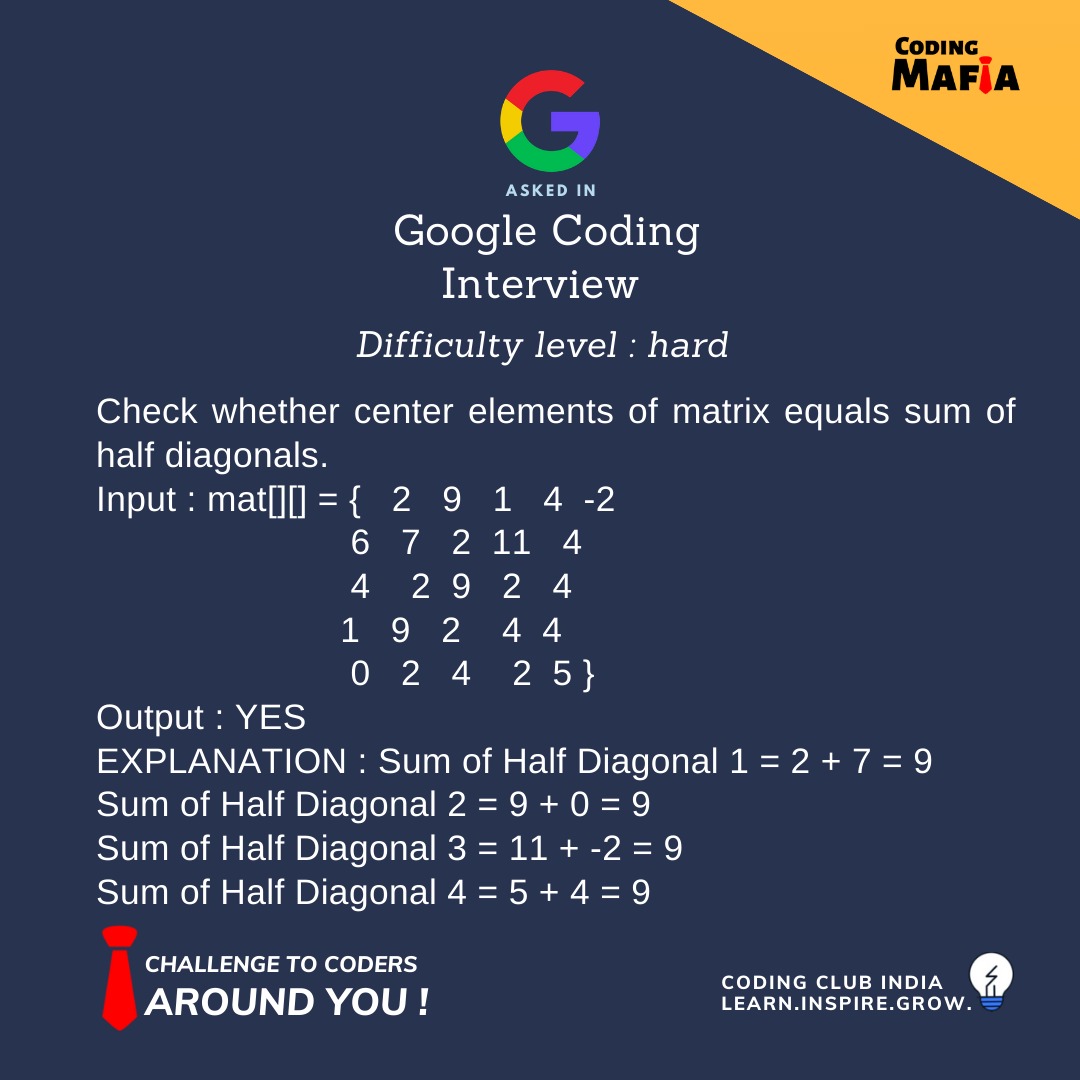 CODING
MAFIA
ASKED IN
Google Coding
Interview
Difficulty level : hard
Check whether center elements of matrix equals sum of
half diagonals.
Input : mat[][] = { 2 9 1 4 -2
6 7 2 11 4
4 2 9 2 4
1 9 2 4 4
0 2 4 2 5 }
Output : YES
EXPLANATION : Sum of Half Diagonal 1 = 2 + 7 = 9
Sum of Half Diagonal 2 = 9 + 0 = 9
Sum of Half Diagonal 3 = 11 + -2 = 9
Sum of Half Diagonal 4 = 5 + 4 = 9
CHALLENGE TO CODERS
AROUND YOU !
CODING CLUB INDIA
LEARN.INSPIRE.GROW.